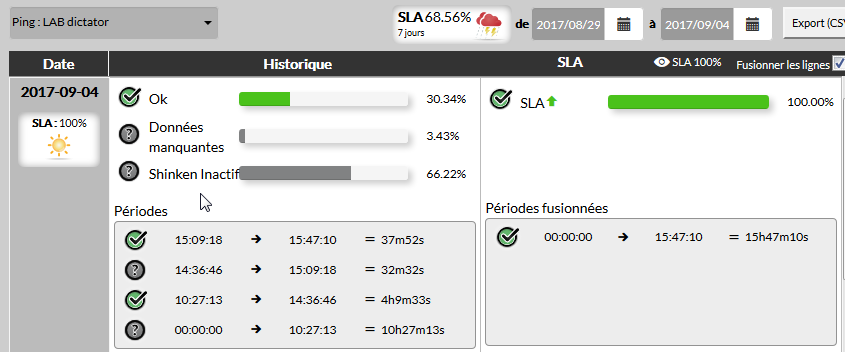 Ping : LAB dictator
SLA 68.56%
7 jours
de 2017/08/29 à 2017/09/04
Export (CSV
Date Historique SLA SLA 100% Fusionner les lignes
2017-09-04
SLA : 100%
Ok 30.34%
Données manquantes 3.43%
Shinken Inactif 66.22%
SLA 100.00%
Périodes
15:09:18 → 15:47:10 = 37m52s
14:36:46 → 15:09:18 = 32m32s
10:27:13 → 14:36:46 = 4h9m33s
00:00:00 → 10:27:13 = 10h27m13s
Périodes fusionnées
00:00:00 → 15:47:10 = 15h47m10s